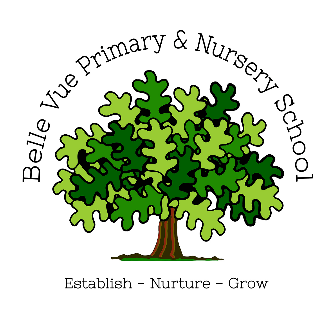 Belle Vue Primary & Nursery School
Establish - Nurture - Grow